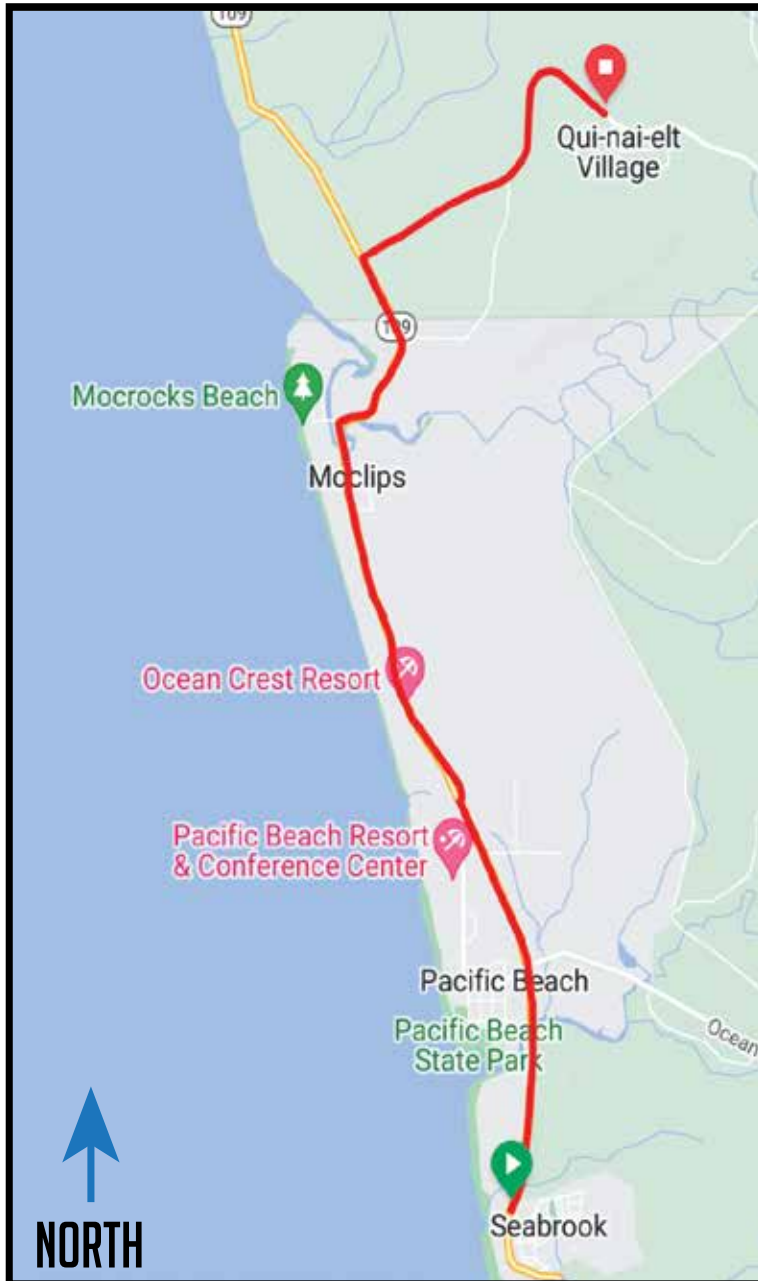 109
Qui-nai-elt
Village
109
Mocrocks Beach
Moclips
Ocean Crest Resort
Pacific Beach Resort
& Conference Center
Pacific Beach
Pacific Beach
State Park
Ocean
Seabrook
NORTH